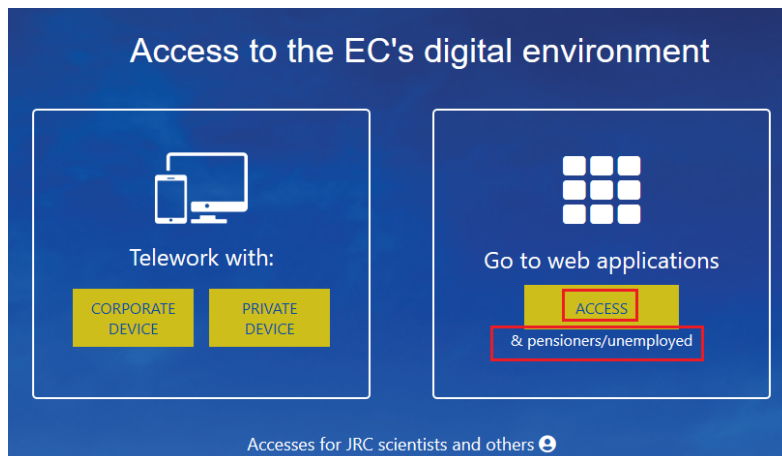 Access to the EC's digital environment
Telework with:
CORPORATE
DEVICE
PRIVATE
DEVICE
Go to web applications
ACCESS
& pensioners/unemployed
Accesses for JRC scientists and others